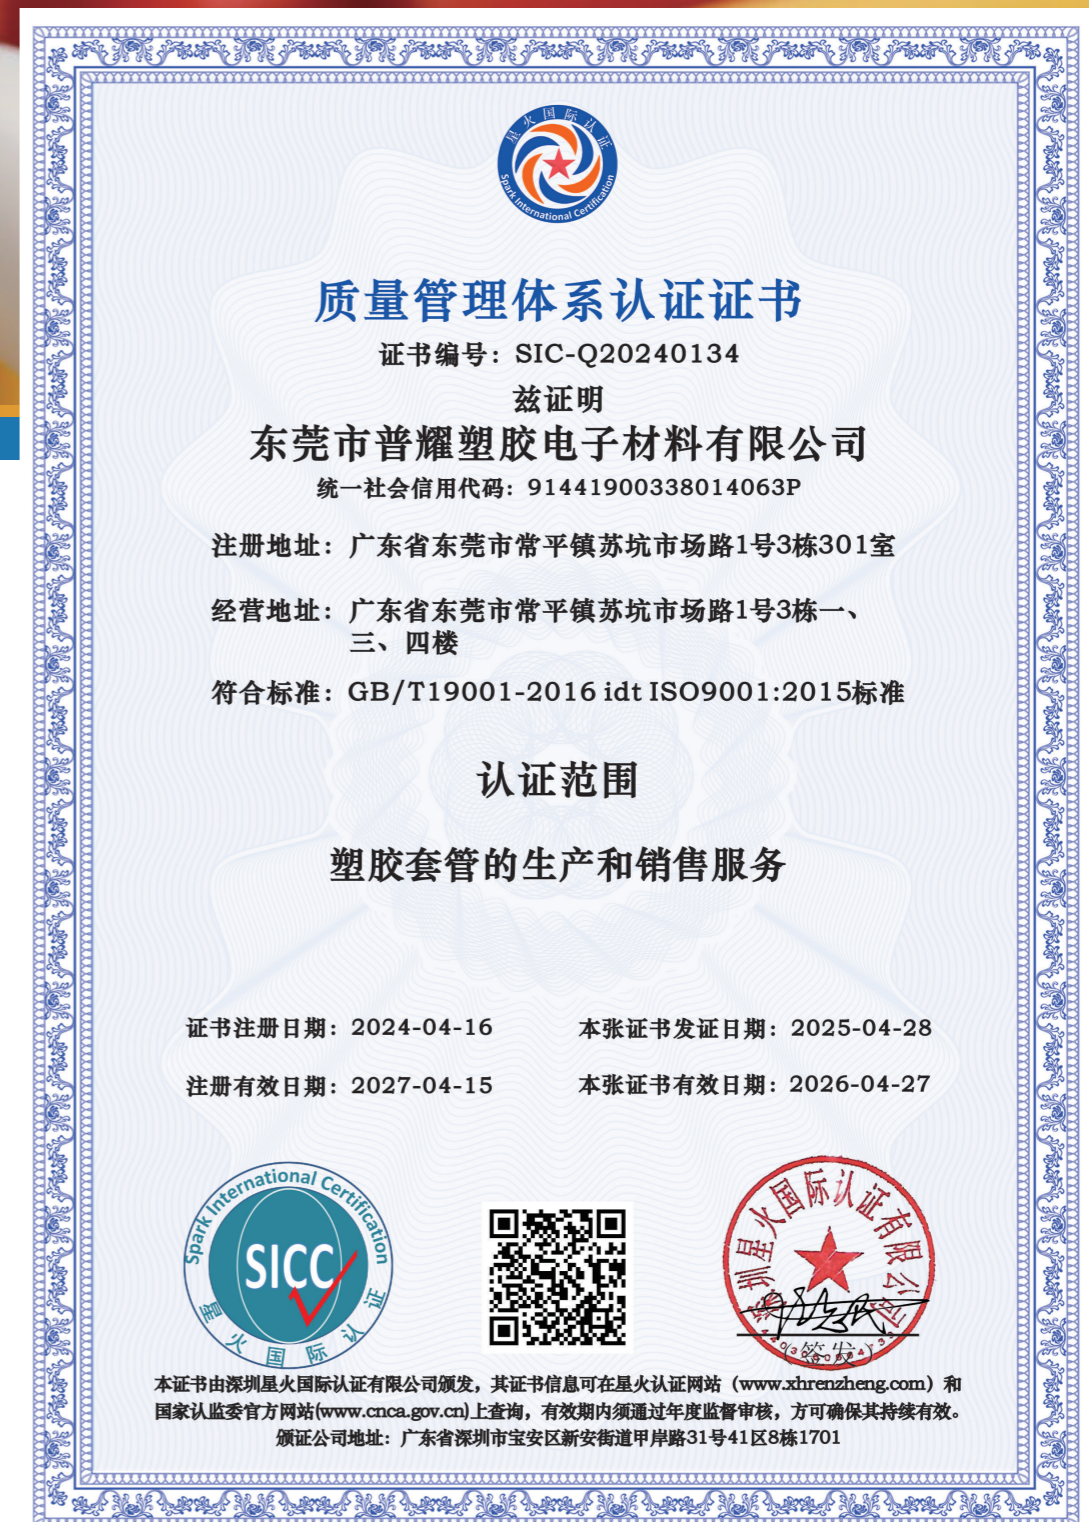 星火国际认证
Spark International Certification
质量管理体系认证证书
证书编号：SIC-Q20240134
兹证明
东莞市普耀塑胶电子材料有限公司
统一社会信用代码：91441900338014063P
注册地址：广东省东莞市常平镇苏坑市场路1号3栋301室
经营地址：广东省东莞市常平镇苏坑市场路1号3栋一、
三、四楼
符合标准：GB/T19001-2016 idt ISO9001:2015标准
认证范围
塑胶套管的生产和销售服务
证书注册日期：2024-04-16
本张证书发证日期：2025-04-28
注册有效日期：2027-04-15
本张证书有效日期：2026-04-27
Spark International Certification
SICC
星火国际认证
深圳星火国际认证有限公司
（签发）
本证书由深圳星火国际认证有限公司颁发，其证书信息可在星火认证网站（www.xhrenzheng.com）和
国家认监委官方网站(www.cnca.gov.cn)上查询，有效期内须通过年度监督审核，方可确保其持续有效。
颁证公司地址：广东省深圳市宝安区新安街道甲岸路31号41区8栋1701